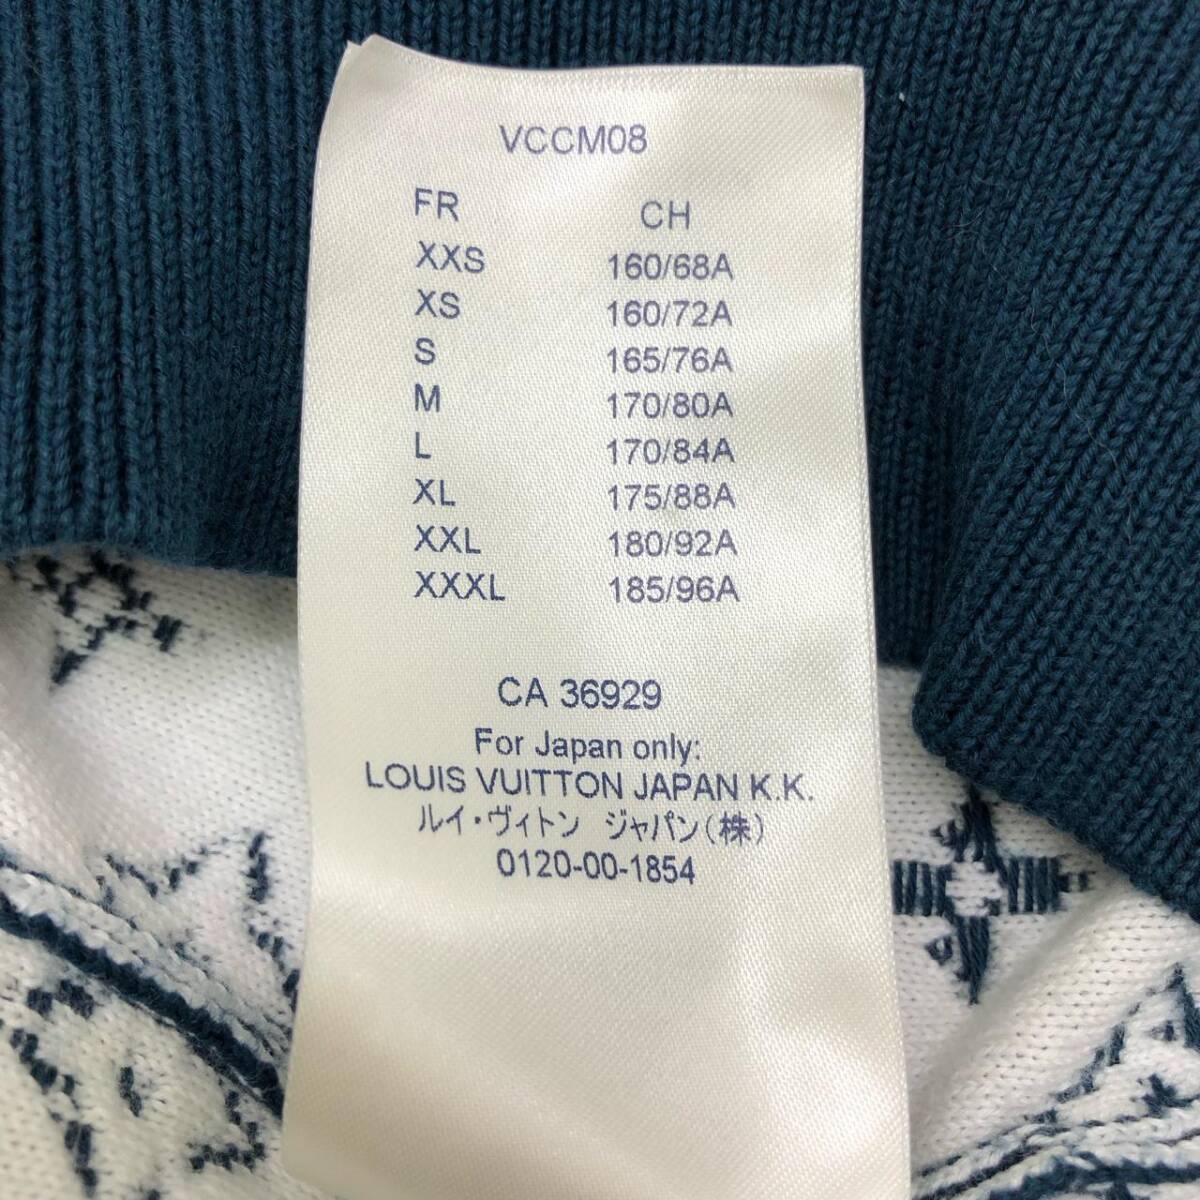 VCCM08
FR CH
XXS 160/68A
XS 160/72A
S 165/76A
M 170/80A
L 170/84A
XL 175/88A
XXL 180/92A
XXXL 185/96A
CA 36929
For Japan only:
LOUIS VUITTON JAPAN K.K.
ルイ・ヴィトン ジャパン(株)
0120-00-1854